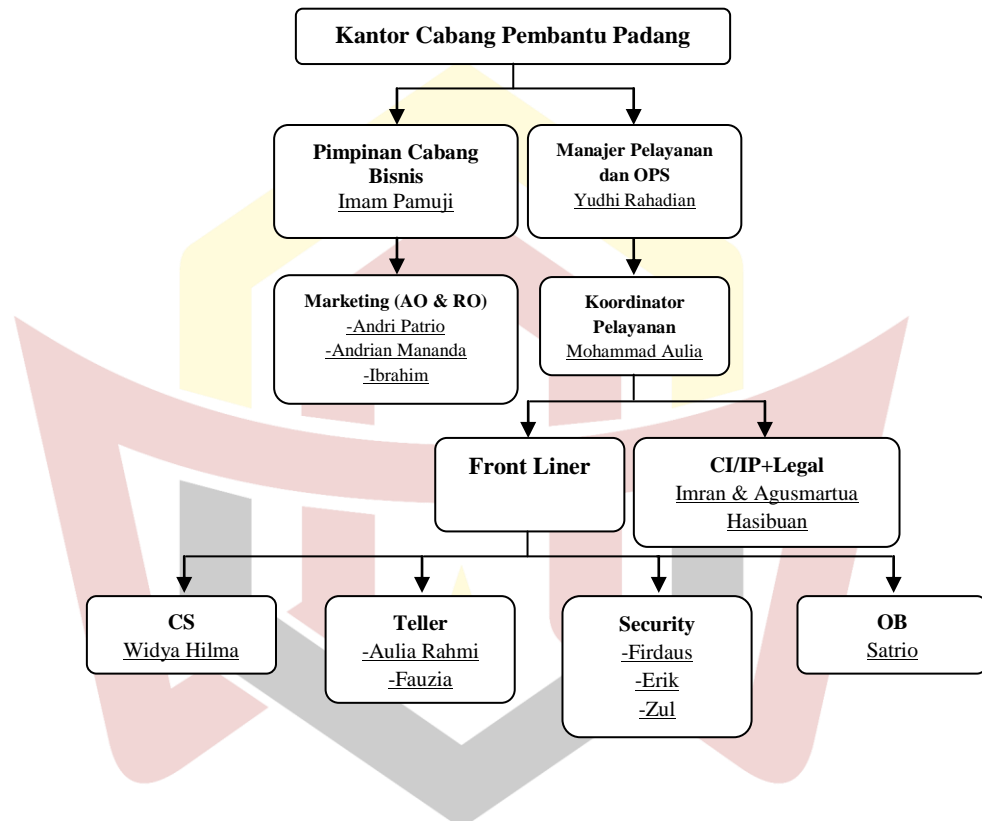 Kantor Cabang Pembantu Padang
Pimpinan Cabang
Bisnis
Imam Pamuji
Manajer Pelayanan
dan OPS
Yudhi Rahadian
Marketing (AO & RO)
-Andri Patrio
-Andrian Mananda
-Ibrahim
Koordinator
Pelayanan
Mohammad Aulia
Front Liner
CI/IP+Legal
Imran & Agusmartua
Hasibuan
CS
Widya Hilma
Teller
-Aulia Rahmi
-Fauzia
Security
-Firdaus
-Erik
-Zul
OB
Satrio